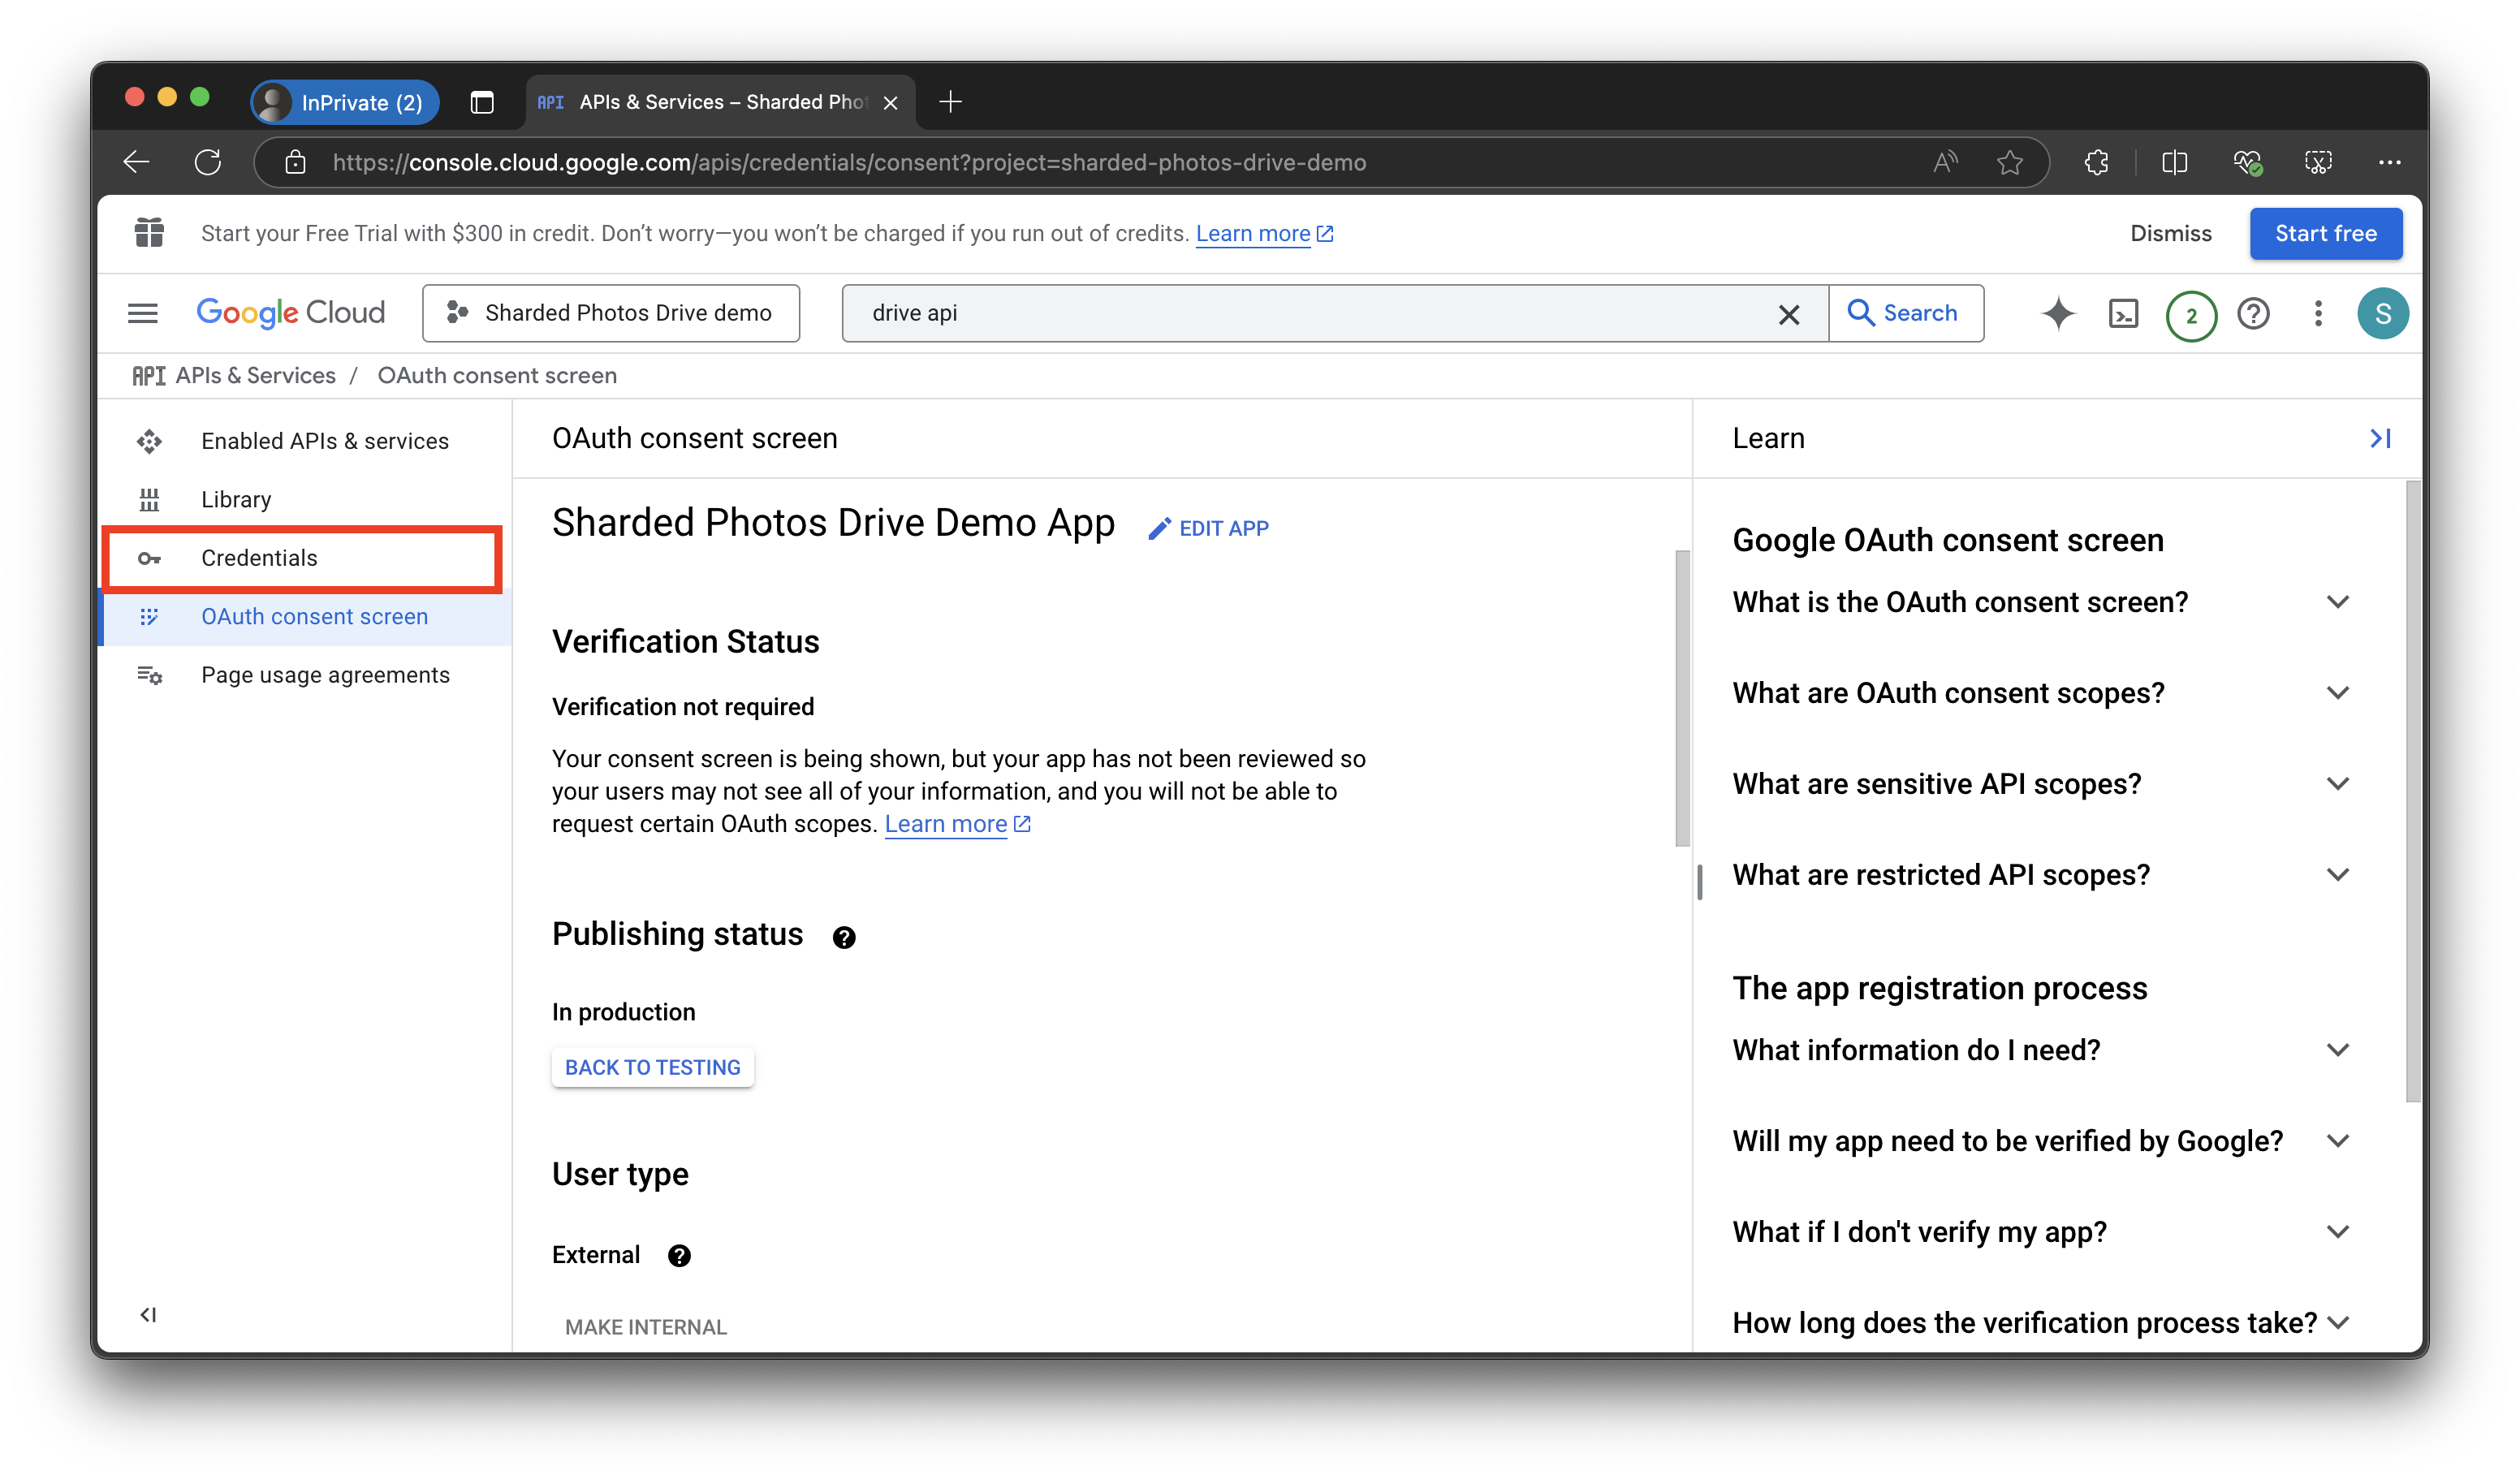 InPrivate (2)
API APIs & Services – Sharded Phot
https://console.cloud.google.com/apis/credentials/consent?project=sharded-photos-drive-demo
Start your Free Trial with $300 in credit. Don’t worry—you won’t be charged if you run out of credits. Learn more
Dismiss
Start free
Google Cloud
Sharded Photos Drive demo
drive api
Search
2
S
API APIs & Services / OAuth consent screen
Enabled APIs & services
Library
Credentials
OAuth consent screen
Page usage agreements
OAuth consent screen
Sharded Photos Drive Demo App
EDIT APP
Verification Status
Verification not required
Your consent screen is being shown, but your app has not been reviewed so
your users may not see all of your information, and you will not be able to
request certain OAuth scopes. Learn more
Publishing status
In production
BACK TO TESTING
User type
External
MAKE INTERNAL
Learn
Google OAuth consent screen
What is the OAuth consent screen?
What are OAuth consent scopes?
What are sensitive API scopes?
What are restricted API scopes?
The app registration process
What information do I need?
Will my app need to be verified by Google?
What if I don't verify my app?
How long does the verification process take?